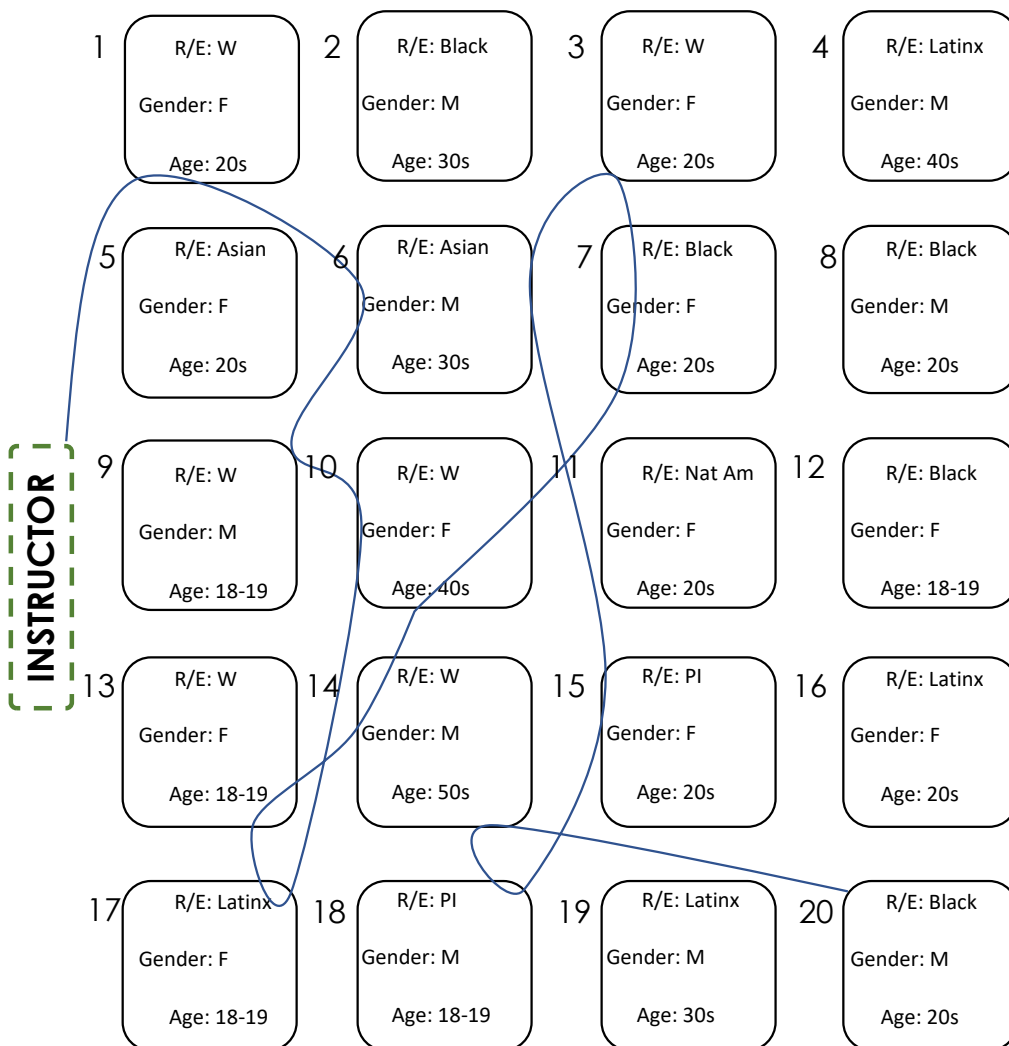 1
R/E: W
Gender: F
Age: 20s
2
R/E: Black
Gender: M
Age: 30s
3
R/E: W
Gender: F
Age: 20s
4
R/E: Latinx
Gender: M
Age: 40s
5
R/E: Asian
Gender: F
Age: 20s
6
R/E: Asian
Gender: M
Age: 30s
7
R/E: Black
Gender: F
Age: 20s
8
R/E: Black
Gender: M
Age: 20s
INSTRUCTOR
9
R/E: W
Gender: M
Age: 18-19
10
R/E: W
Gender: F
Age: 40s
11
R/E: Nat Am
Gender: F
Age: 20s
12
R/E: Black
Gender: F
Age: 18-19
13
R/E: W
Gender: F
Age: 18-19
14
R/E: W
Gender: M
Age: 50s
15
R/E: PI
Gender: F
Age: 20s
16
R/E: Latinx
Gender: F
Age: 20s
17
R/E: Latinx
Gender: F
Age: 18-19
18
R/E: PI
Gender: M
Age: 18-19
19
R/E: Latinx
Gender: M
Age: 30s
20
R/E: Black
Gender: M
Age: 20s